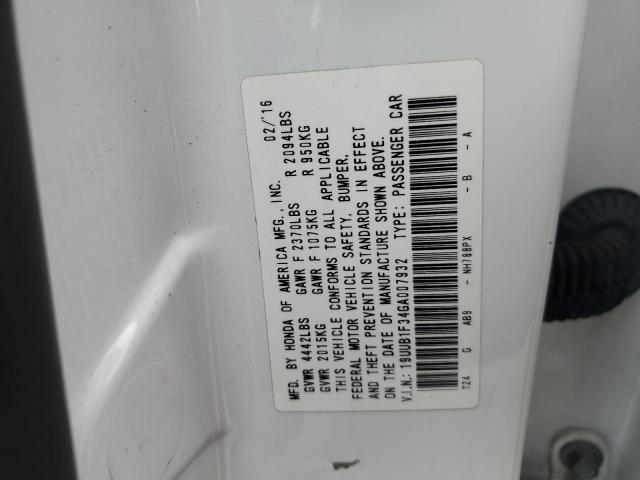 MFD. BY HONDA OF AMERICA MFG., INC. 02/'16
GVWR 4442LBS GAWR F 2370LBS R 2094LBS
GVWR 2015KG GAWR F 1075KG R 950KG
THIS VEHICLE CONFORMS TO ALL APPLICABLE
FEDERAL MOTOR VEHICLE SAFETY, BUMPER,
AND THEFT PREVENTION STANDARDS IN EFFECT
ON THE DATE OF MANUFACTURE SHOWN ABOVE.
V.I.N.: 19UUB1F34GA007932 TYPE: PASSENGER CAR
TZ4 G AB9 - NH788PX - B - A